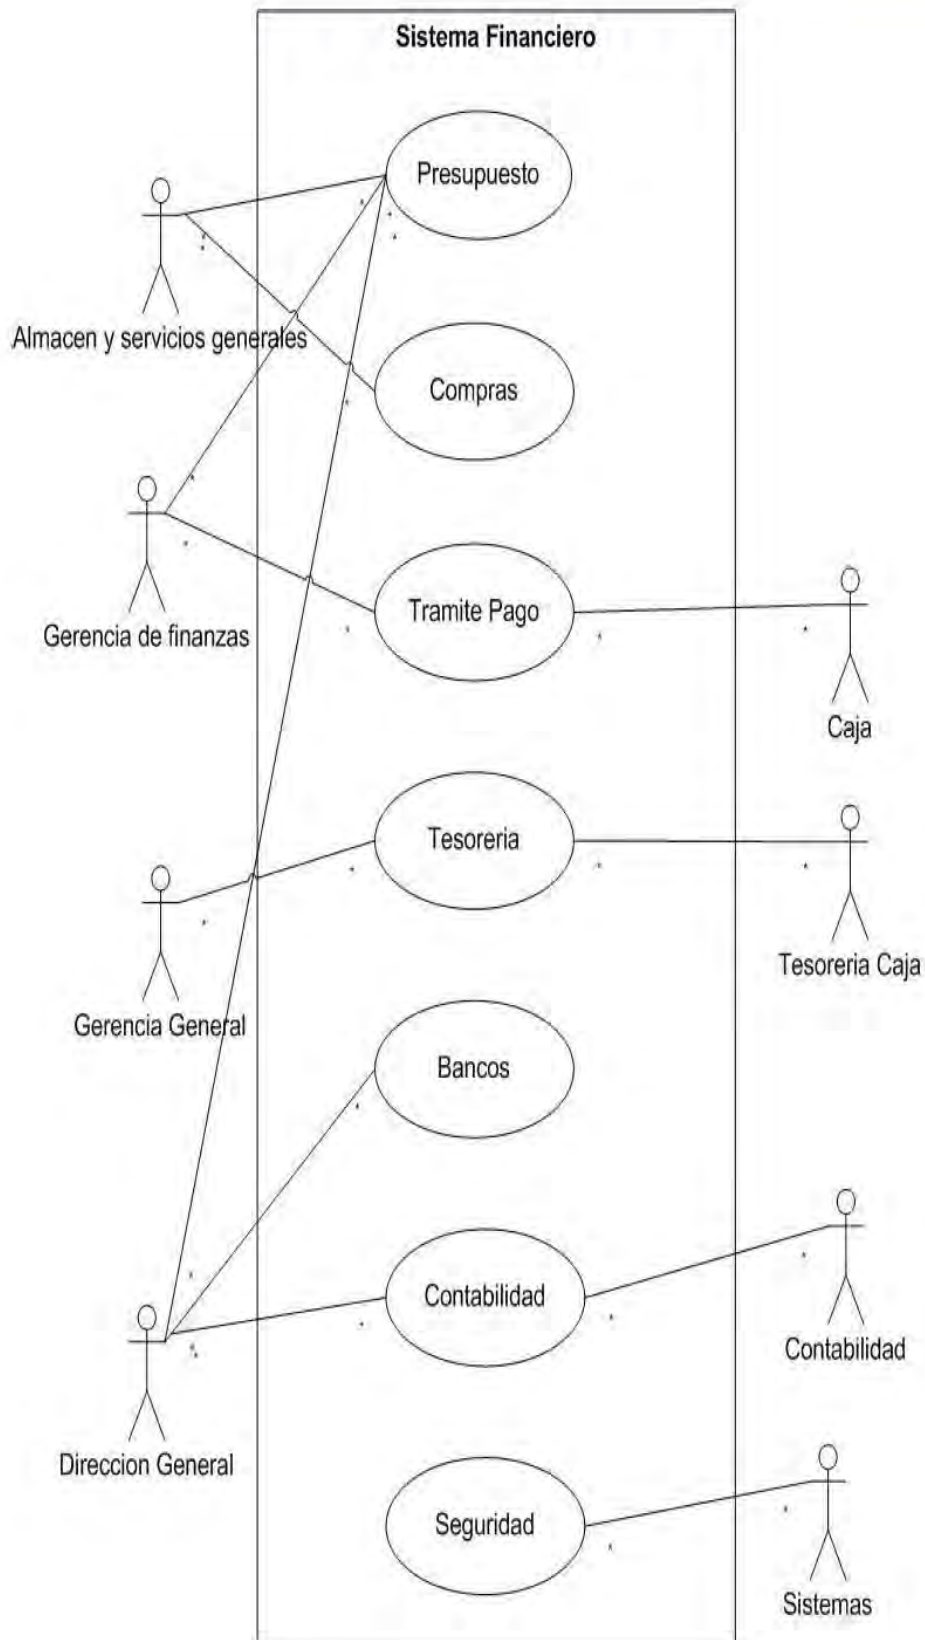 Sistema Financiero
Presupuesto
Almacen y servicios generales
Compras
Gerencia de finanzas
Tramite Pago
Caja
Tesoreria
Tesoreria Caja
Gerencia General
Bancos
Contabilidad
Contabilidad
Direccion General
Seguridad
Sistemas